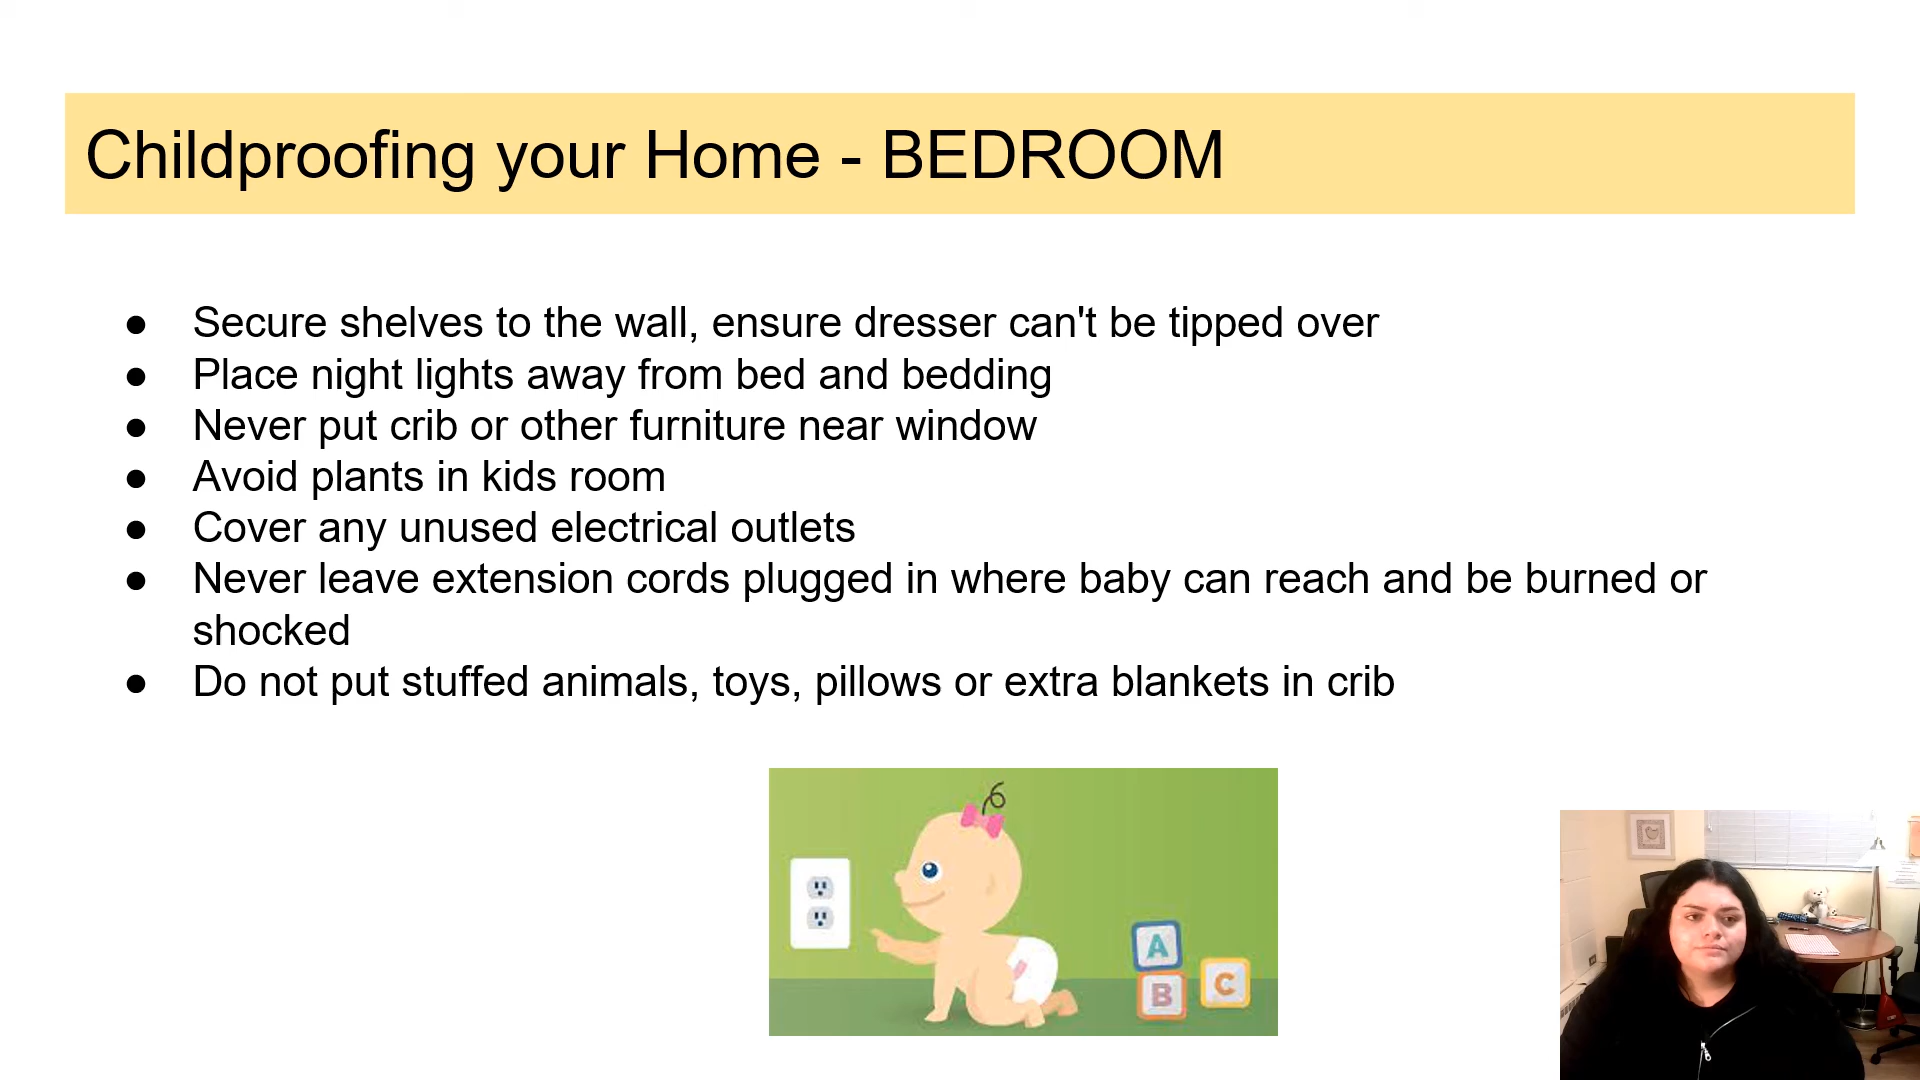 Childproofing your Home - BEDROOM
● Secure shelves to the wall, ensure dresser can't be tipped over
● Place night lights away from bed and bedding
● Never put crib or other furniture near window
● Avoid plants in kids room
● Cover any unused electrical outlets
● Never leave extension cords plugged in where baby can reach and be burned or
shocked
● Do not put stuffed animals, toys, pillows or extra blankets in crib
A
B C